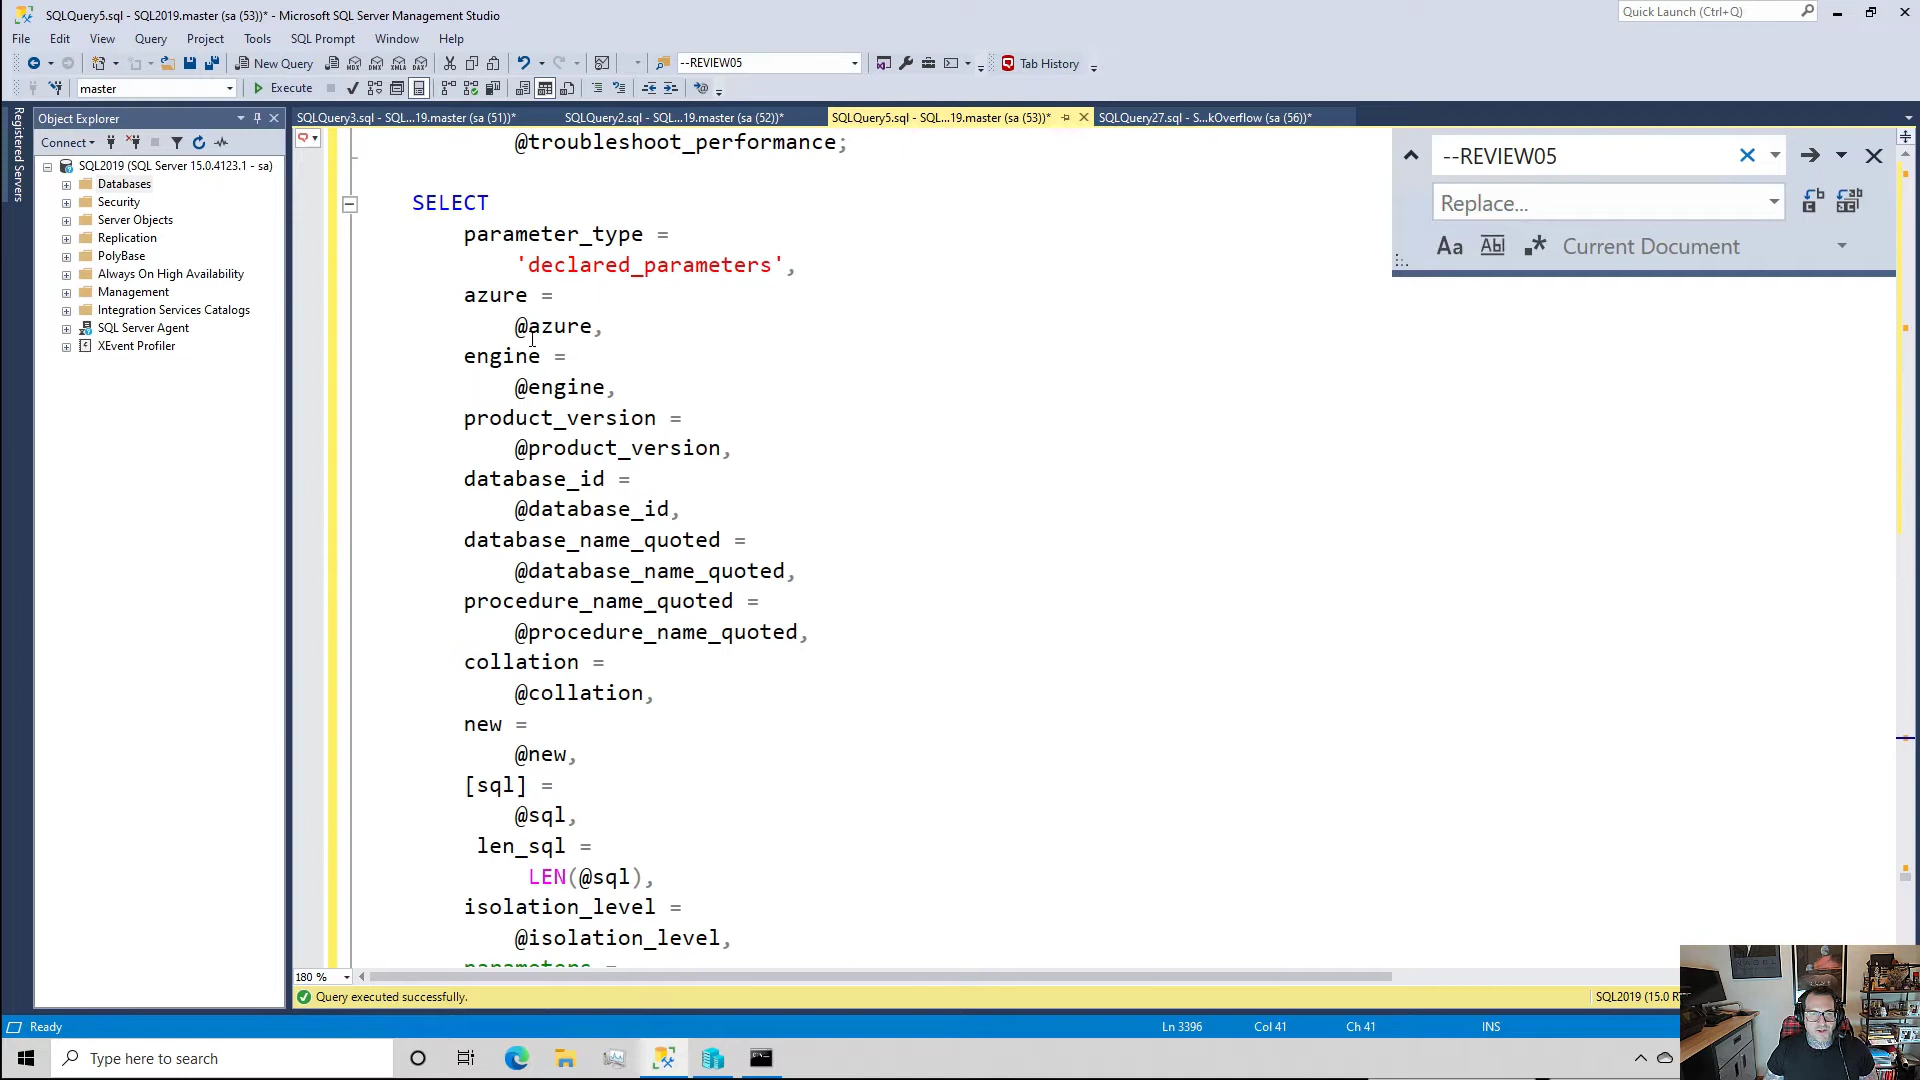 SQLQuery5.sql - SQL2019.master (sa (53))* - Microsoft SQL Server Management Studio
Quick Launch (Ctrl+Q)
File Edit View Query Project Tools SQL Prompt Window Help
New Query
--REVIEW05
Tab History
master
Execute
Registered Servers
Object Explorer
SQLQuery3.sql - SQL...19.master (sa (51))*
SQLQuery2.sql - SQL...19.master (sa (52))*
SQLQuery5.sql - SQL...19.master (sa (53))*
SQLQuery27.sql - S...kOverflow (sa (56))*
Connect
SQL2019 (SQL Server 15.0.4123.1 - sa)
Databases
Security
Server Objects
Replication
PolyBase
Always On High Availability
Management
Integration Services Catalogs
SQL Server Agent
XEvent Profiler
@troubleshoot_performance;
SELECT
parameter_type =
'declared_parameters',
azure =
@azure,
engine =
@engine,
product_version =
@product_version,
database_id =
@database_id,
database_name_quoted =
@database_name_quoted,
procedure_name_quoted =
@procedure_name_quoted,
collation =
@collation,
new =
@new,
[sql] =
@sql,
len_sql =
LEN(@sql),
isolation_level =
@isolation_level,
parameters =
--REVIEW05
Replace...
Aa Abl Current Document
180 %
Query executed successfully.
SQL2019 (15.0 RT
Ready
Ln 3396 Col 41 Ch 41 INS
Type here to search